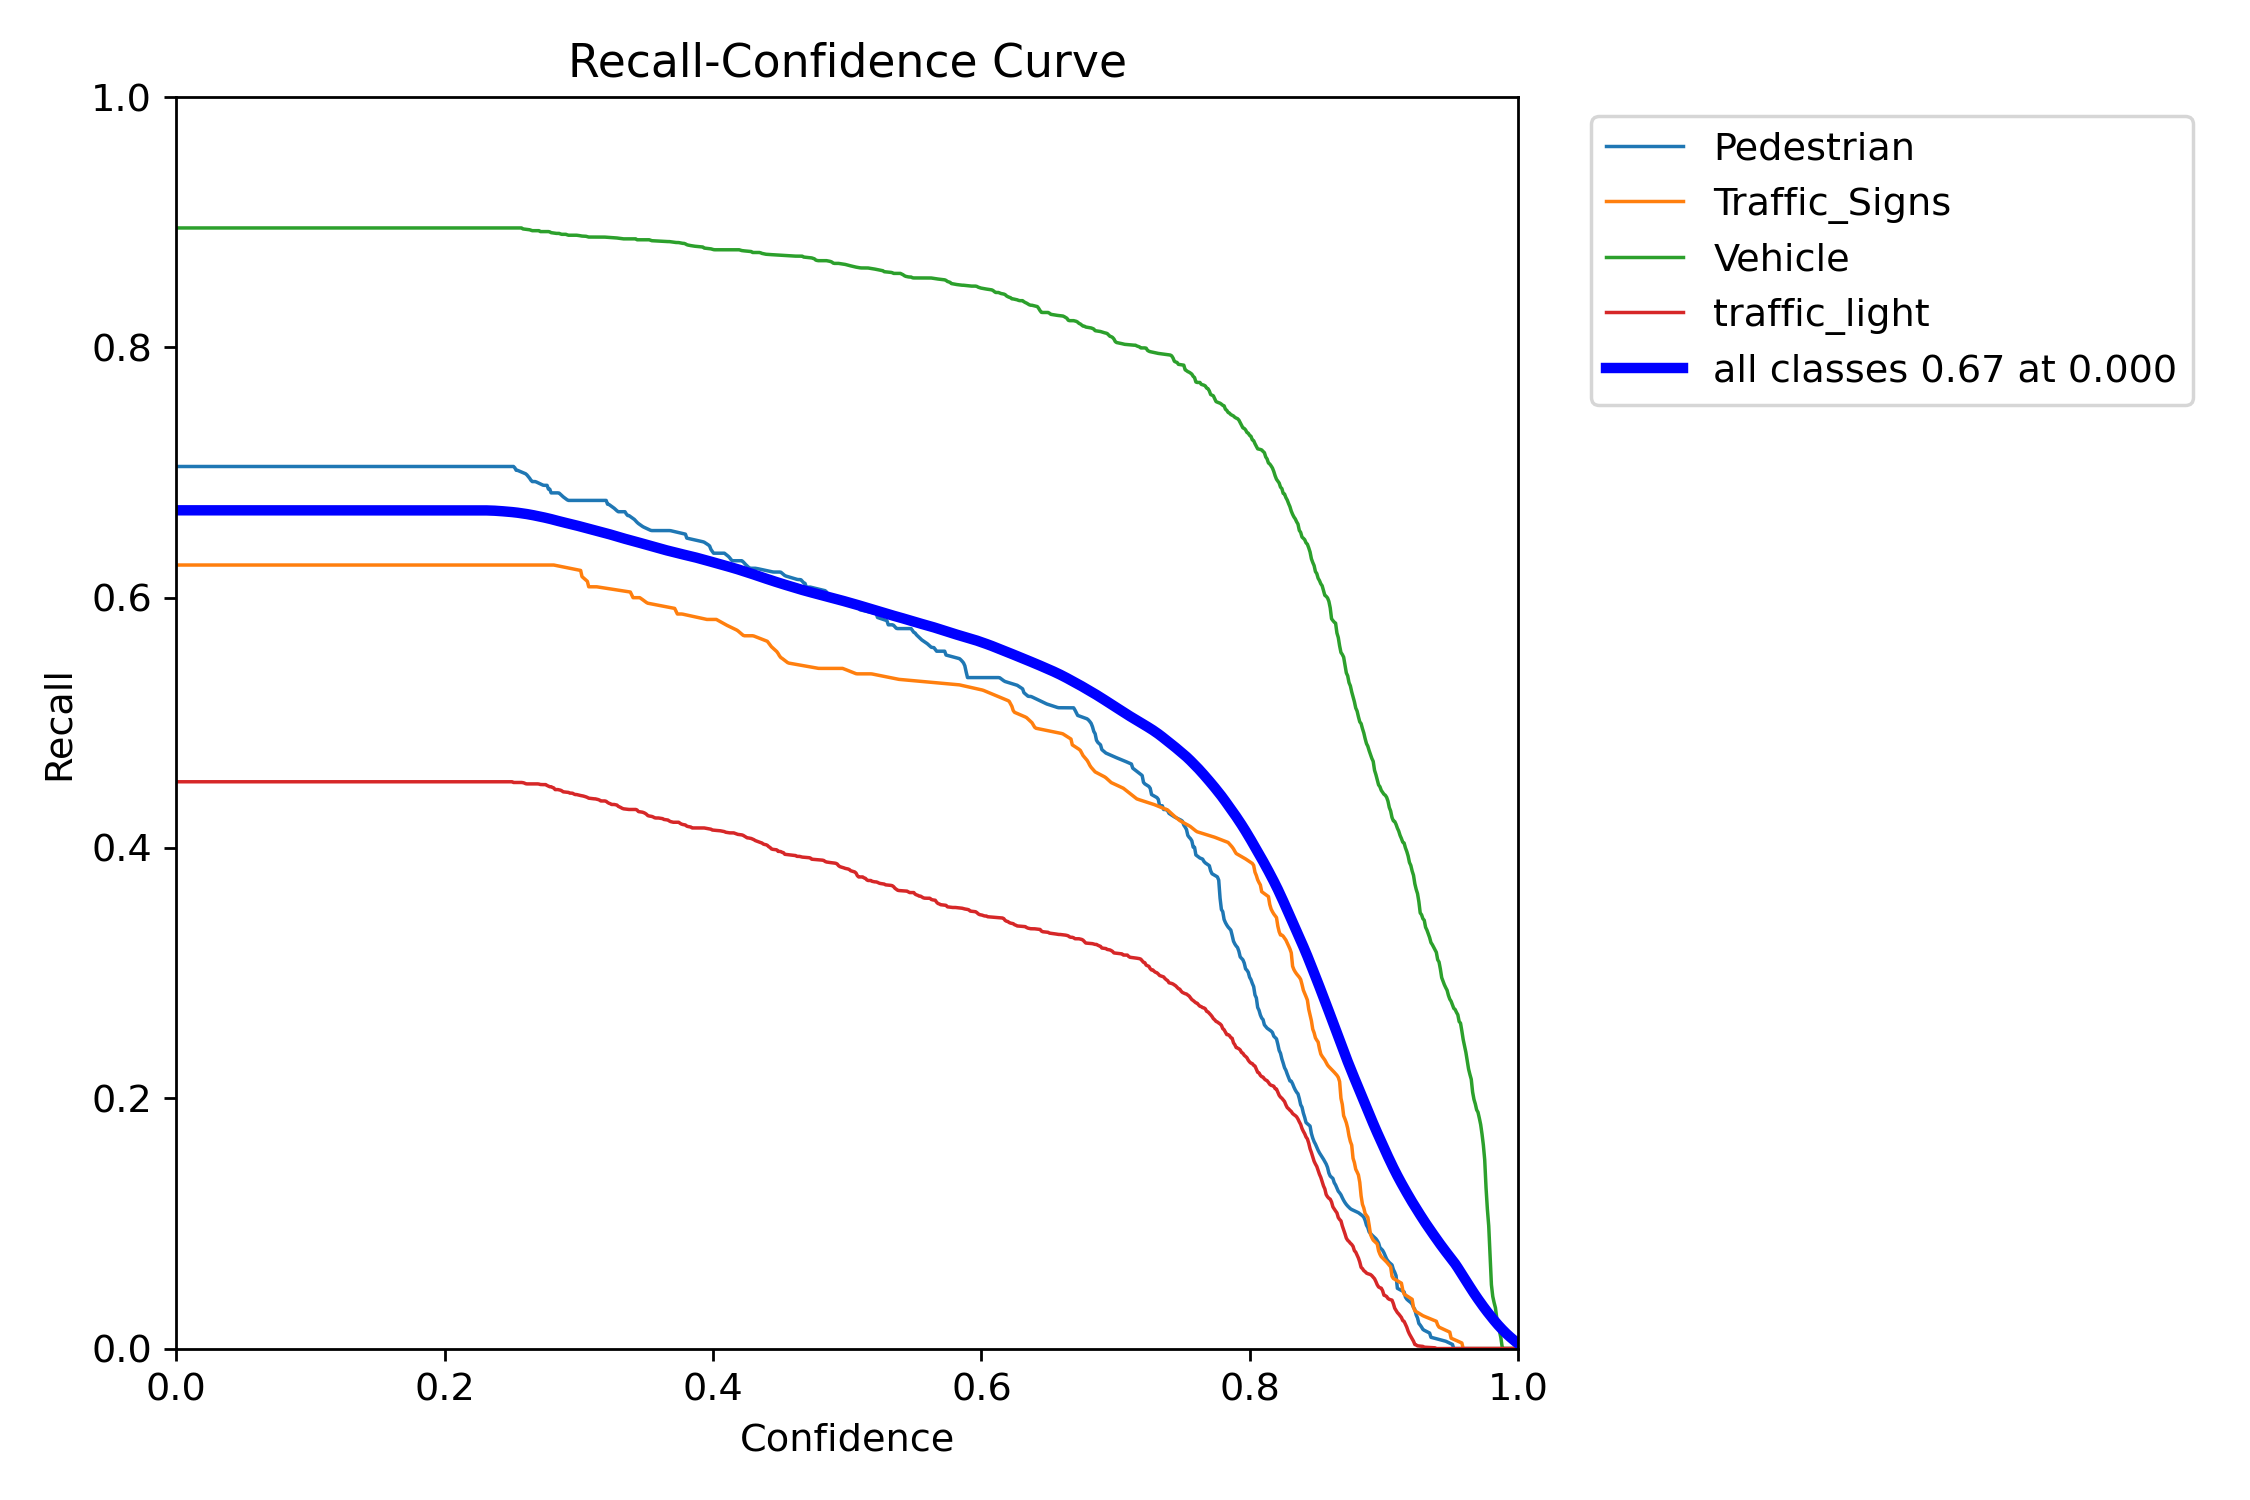 Recall-Confidence Curve
1.0
0.8
0.6
0.4
0.2
0.0
Recall
0.0 0.2 0.4 0.6 0.8 1.0
Confidence
Pedestrian
Traffic_Signs
Vehicle
traffic_light
all classes 0.67 at 0.000